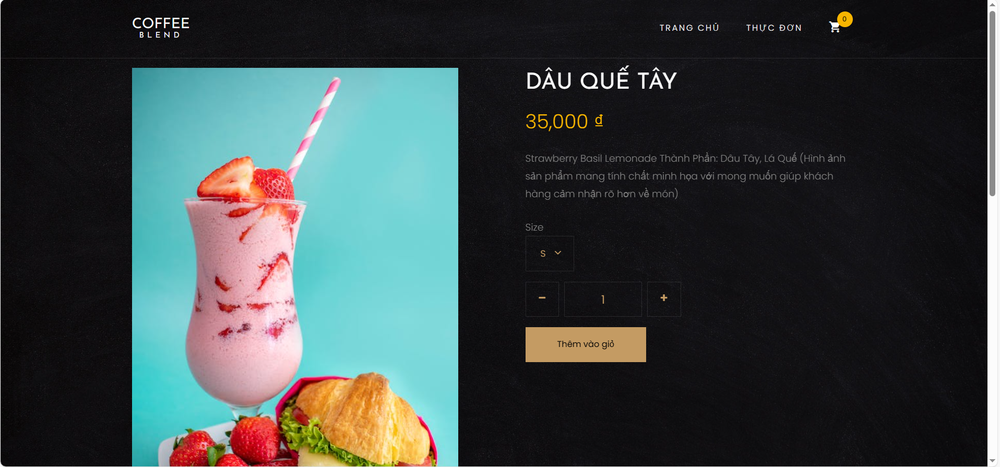 COFFEE
BLEND
TRANG CHỦ
THỰC ĐƠN
0
DÂU QUẾ TÂY
35,000 ₫
Strawberry Basil Lemonade Thành Phần: Dâu Tây, Lá Quế (Hình ảnh
sản phẩm mang tính chất minh họa với mong muốn giúp khách
hàng cảm nhận rõ hơn về món)
Size
S
1
Thêm vào giỏ